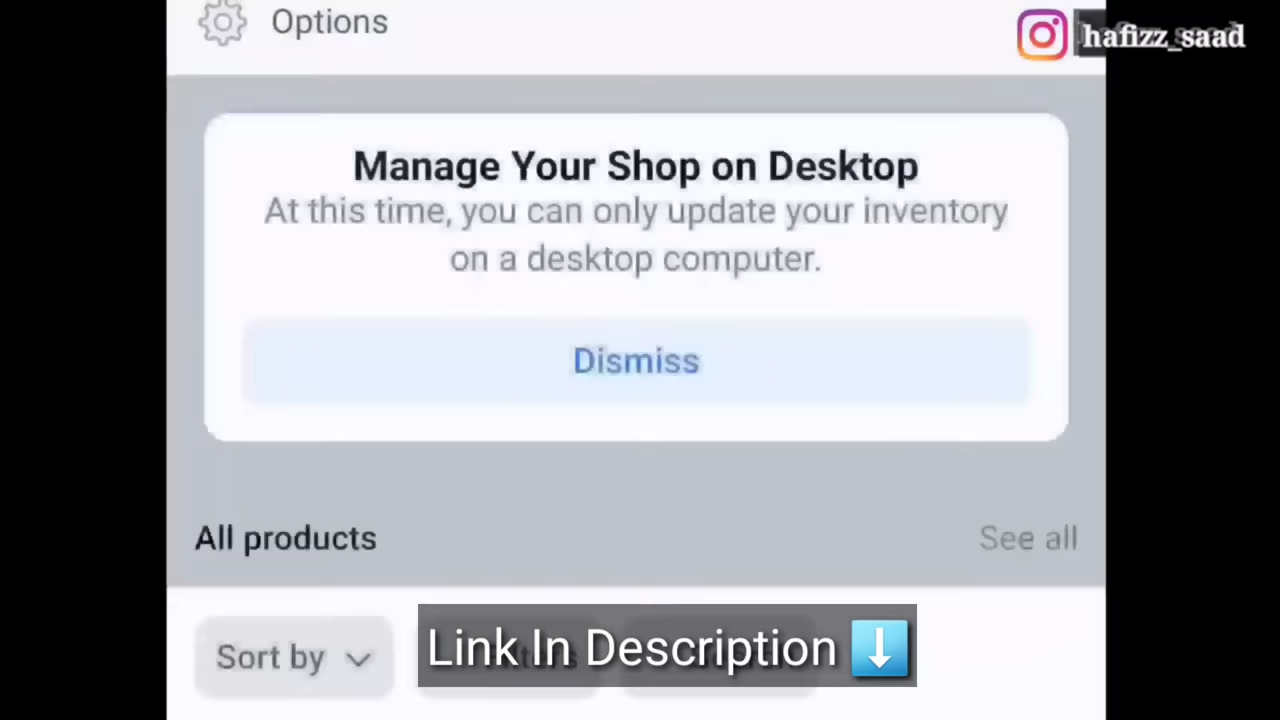 Options
hafizz_saad
Manage Your Shop on Desktop
At this time, you can only update your inventory
on a desktop computer.
Dismiss
All products
See all
Sort by
Link In Description ⬇️